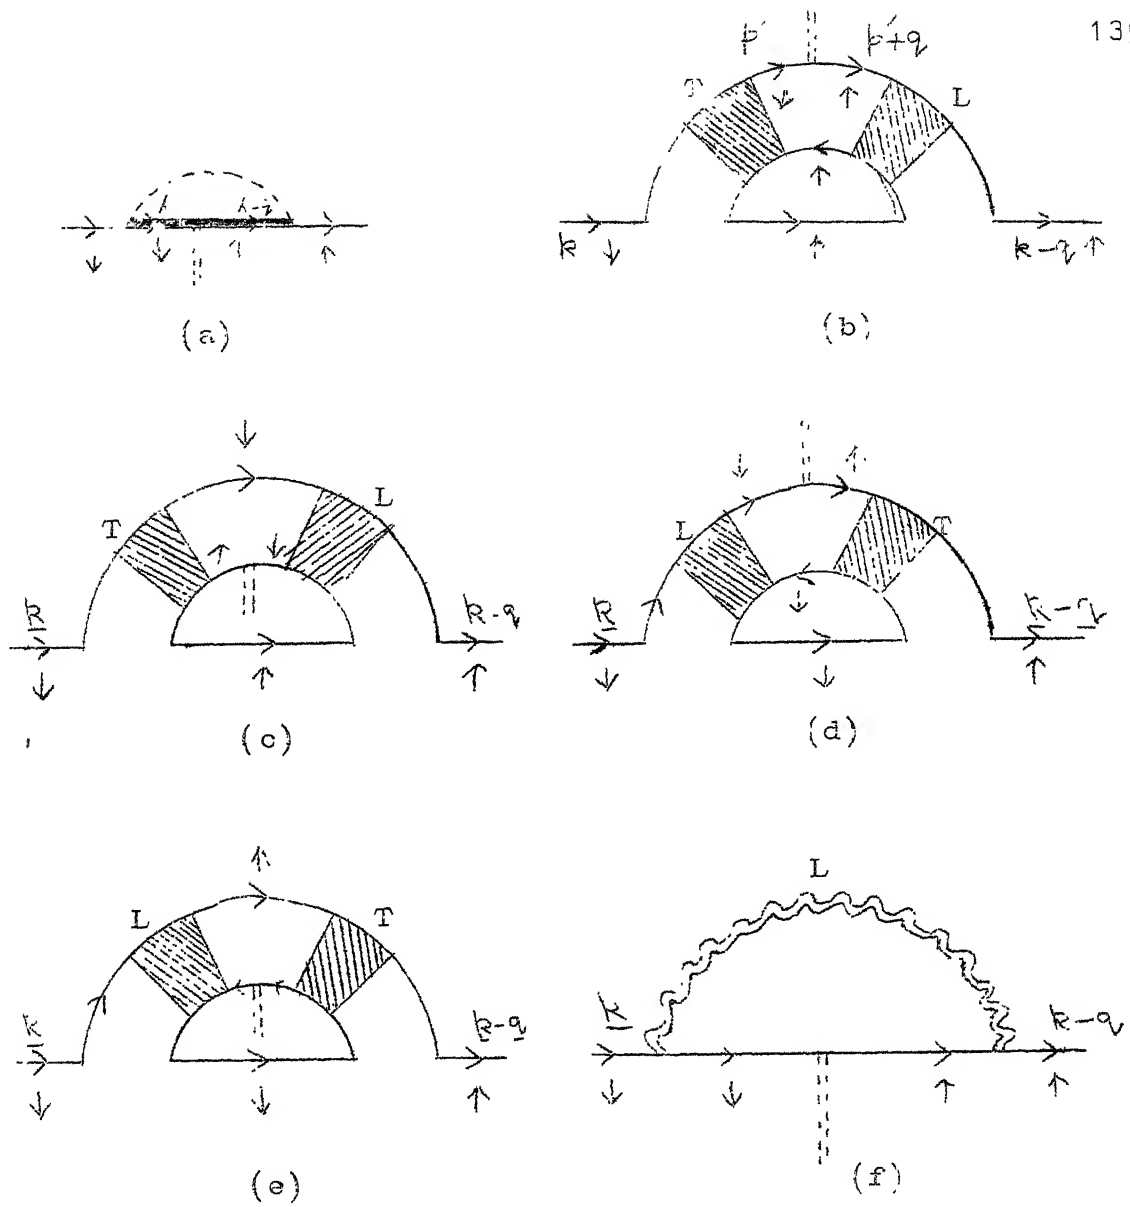 13
p′ p′+q
T L
k ↓ k-q ↑
(a)
(b)
T L
k k-q
(c)
L T
k k-q
(d)
L T
k k-q
(e)
L
k k-q
(f)